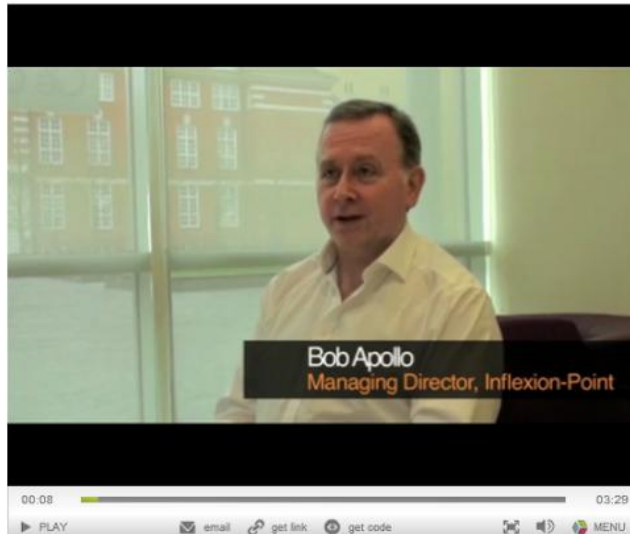 Bob Apollo
Managing Director, Inflexion-Point
00:08 03:29
PLAY email get link get code MENU